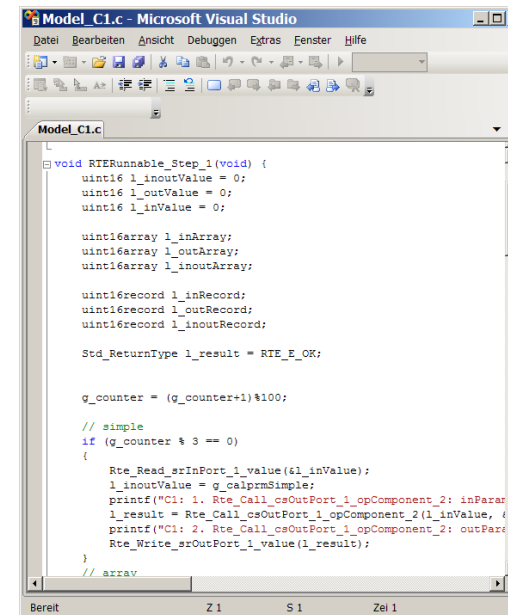 Model_C1.c - Microsoft Visual Studio
Datei Bearbeiten Ansicht Debuggen Extras Fenster Hilfe
Model_C1.c
void RTERunnable_Step_1(void) {
uint16 l_inoutValue = 0;
uint16 l_outValue = 0;
uint16 l_inValue = 0;
uint16array l_inArray;
uint16array l_outArray;
uint16array l_inoutArray;
uint16record l_inRecord;
uint16record l_outRecord;
uint16record l_inoutRecord;
Std_ReturnType l_result = RTE_E_OK;
g_counter = (g_counter+1)%100;
// simple
if (g_counter % 3 == 0)
{
Rte_Read_srInPort_1_value(&l_inValue);
l_inoutValue = g_calprmSimple;
printf("C1: 1. Rte_Call_csOutPort_1_opComponent_2: inParam
l_result = Rte_Call_csOutPort_1_opComponent_2(l_inValue, &
printf("C1: 2. Rte_Call_csOutPort_1_opComponent_2: outPara
Rte_Write_srOutPort_1_value(l_result);
}
// array
Bereit Z 1 S 1 Zei 1